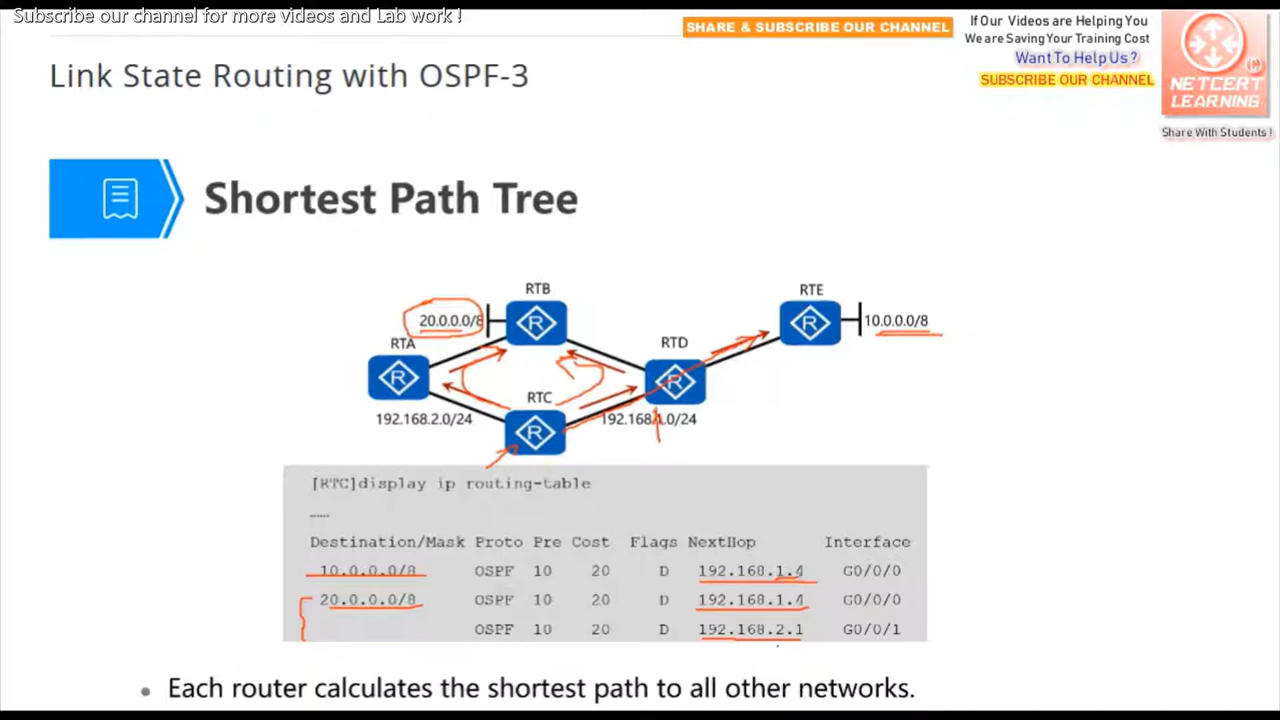 Subscribe our channel for more videos and Lab work !
SHARE & SUBSCRIBE OUR CHANNEL
If Our Videos are Helping You
We are Saving Your Training Cost
Want To Help Us ?
SUBSCRIBE OUR CHANNEL
R
NETCERT
LEARNING
Share With Students !
Link State Routing with OSPF-3
Shortest Path Tree
RTB
RTE
20.0.0.0/8
R
R
10.0.0.0/8
RTA
RTD
R
R
RTC
192.168.2.0/24
192.168.1.0/24
R
[RTC]display ip routing-table
……
Destination/Mask Proto Pre Cost Flags NextHop Interface
10.0.0.0/8 OSPF 10 20 D 192.168.1.4 G0/0/0
20.0.0.0/8 OSPF 10 20 D 192.168.1.4 G0/0/0
OSPF 10 20 D 192.168.2.1 G0/0/1
• Each router calculates the shortest path to all other networks.